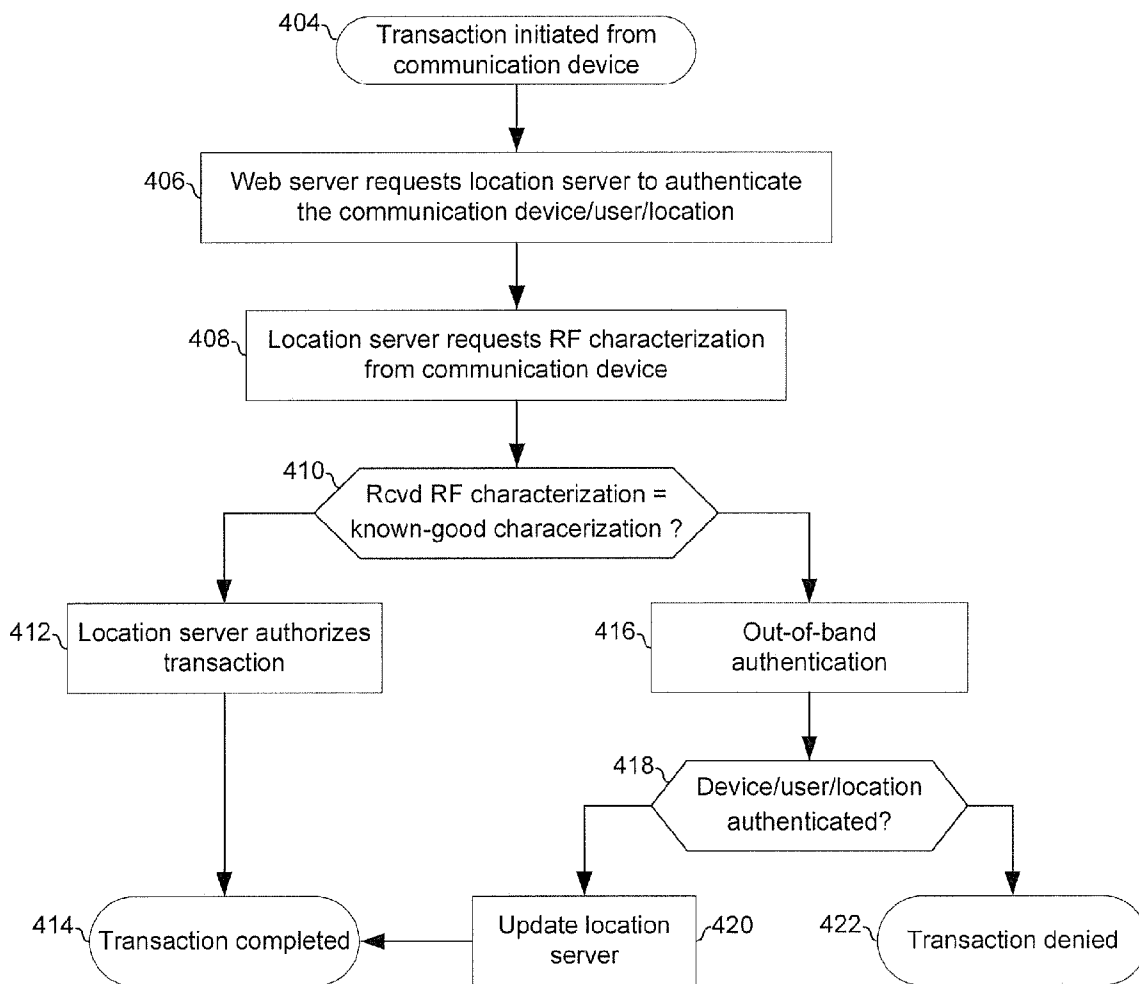 404
Transaction initiated from
communication device
406
Web server requests location server to authenticate
the communication device/user/location
408
Location server requests RF characterization
from communication device
410
Rcvd RF characterization =
known-good characerization ?
412
Location server authorizes
transaction
416
Out-of-band
authentication
418
Device/user/location
authenticated?
414
Transaction completed
Update location
server
420
422
Transaction denied